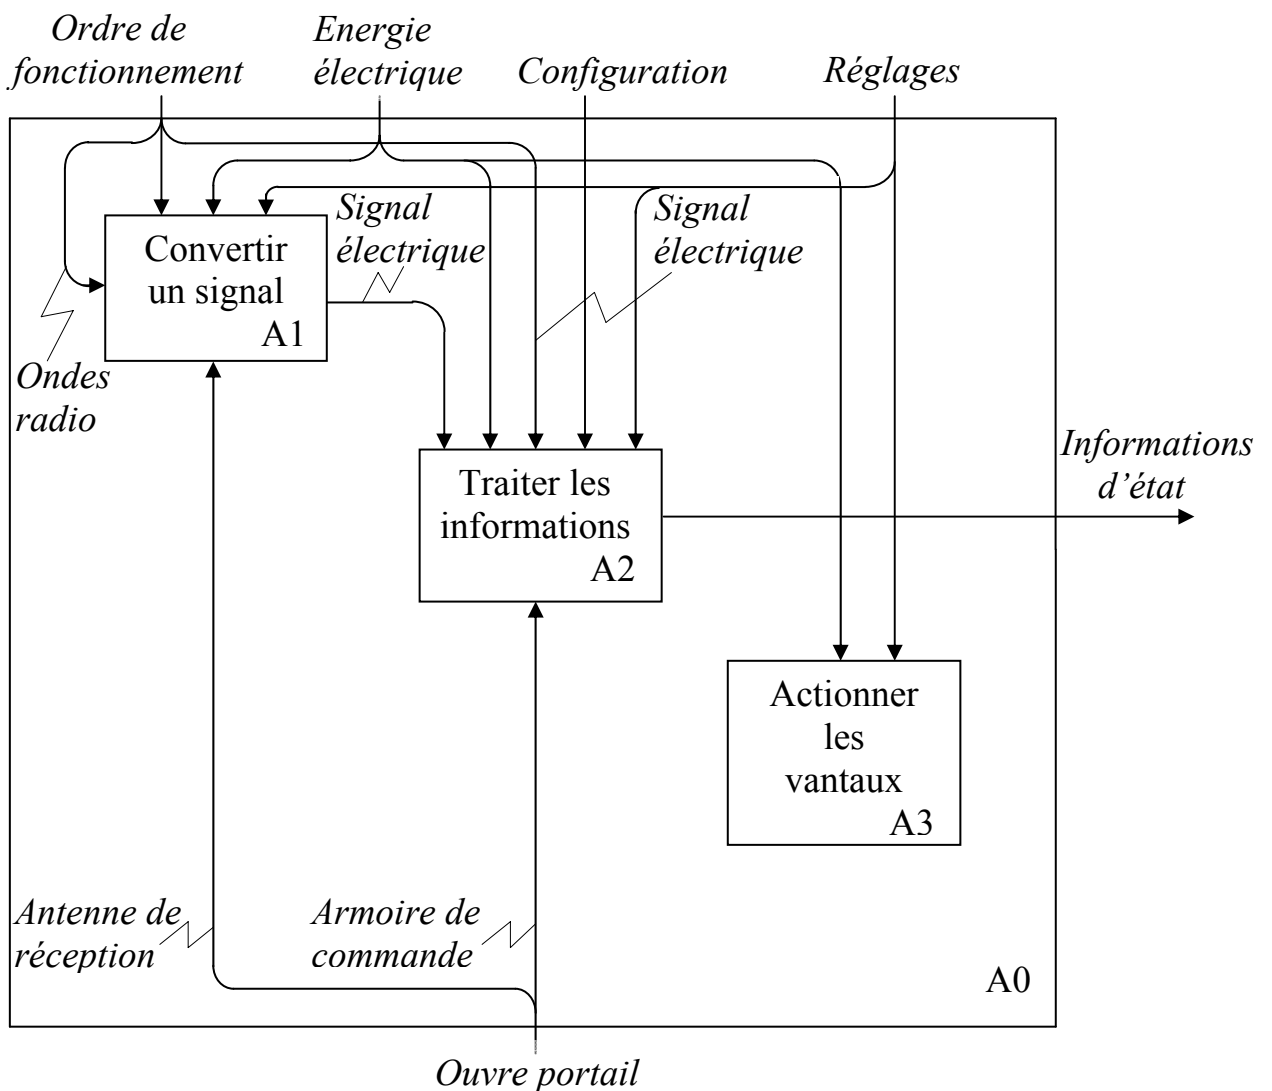 Ordre de
fonctionnement
Energie
électrique
Configuration
Réglages
Signal
électrique
Signal
électrique
Convertir
un signal
A1
Ondes
radio
Traiter les
informations
A2
Informations
d’état
Actionner
les
vantaux
A3
Antenne de
réception
Armoire de
commande
A0
Ouvre portail